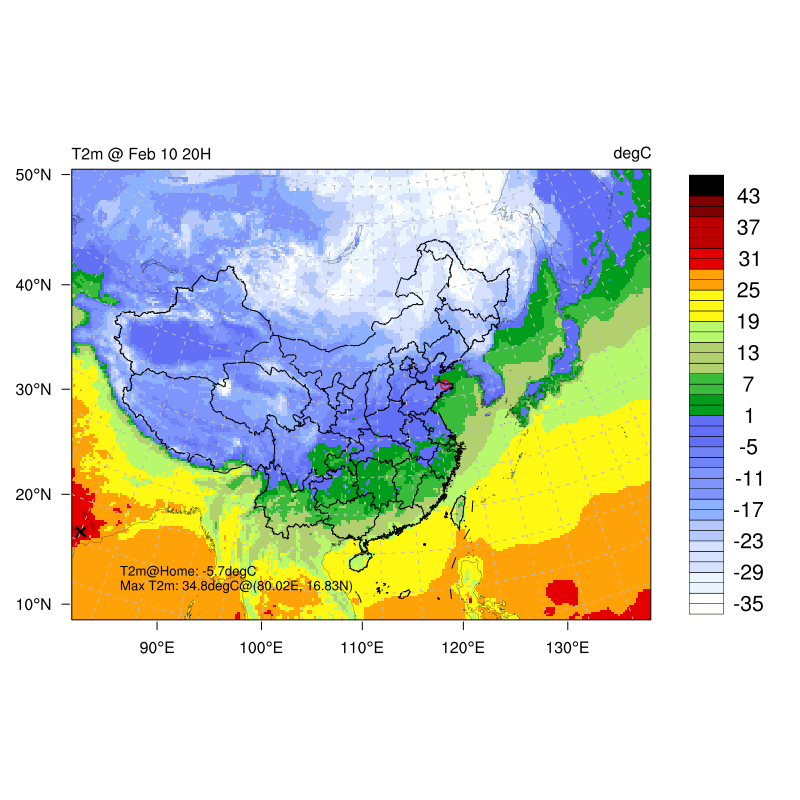 T2m @ Feb 10 20H degC
50°N
40°N
30°N
20°N
10°N
90°E 100°E 110°E 120°E 130°E
T2m@Home: -5.7degC
Max T2m: 34.8degC@(80.02E, 16.83N)
43
37
31
25
19
13
7
1
-5
-11
-17
-23
-29
-35